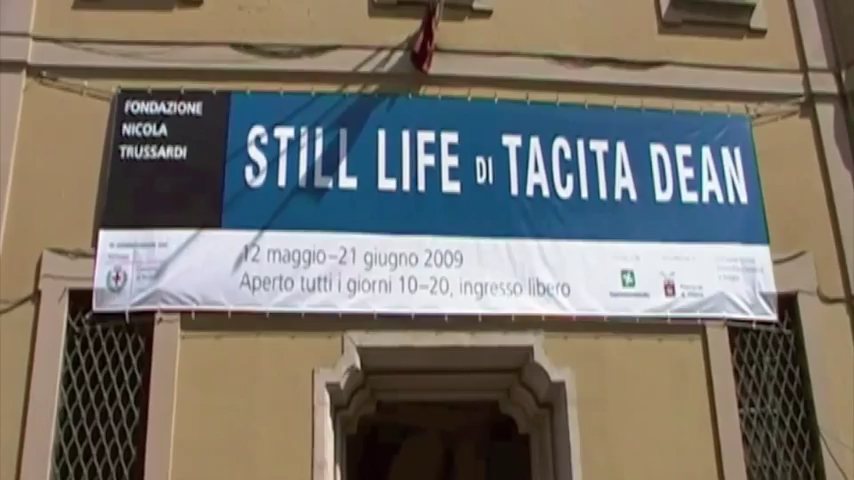 FONDAZIONE
NICOLA
TRUSSARDI
STILL LIFE DI TACITA DEAN
12 maggio–21 giugno 2009
Aperto tutti i giorni 10–20, ingresso libero